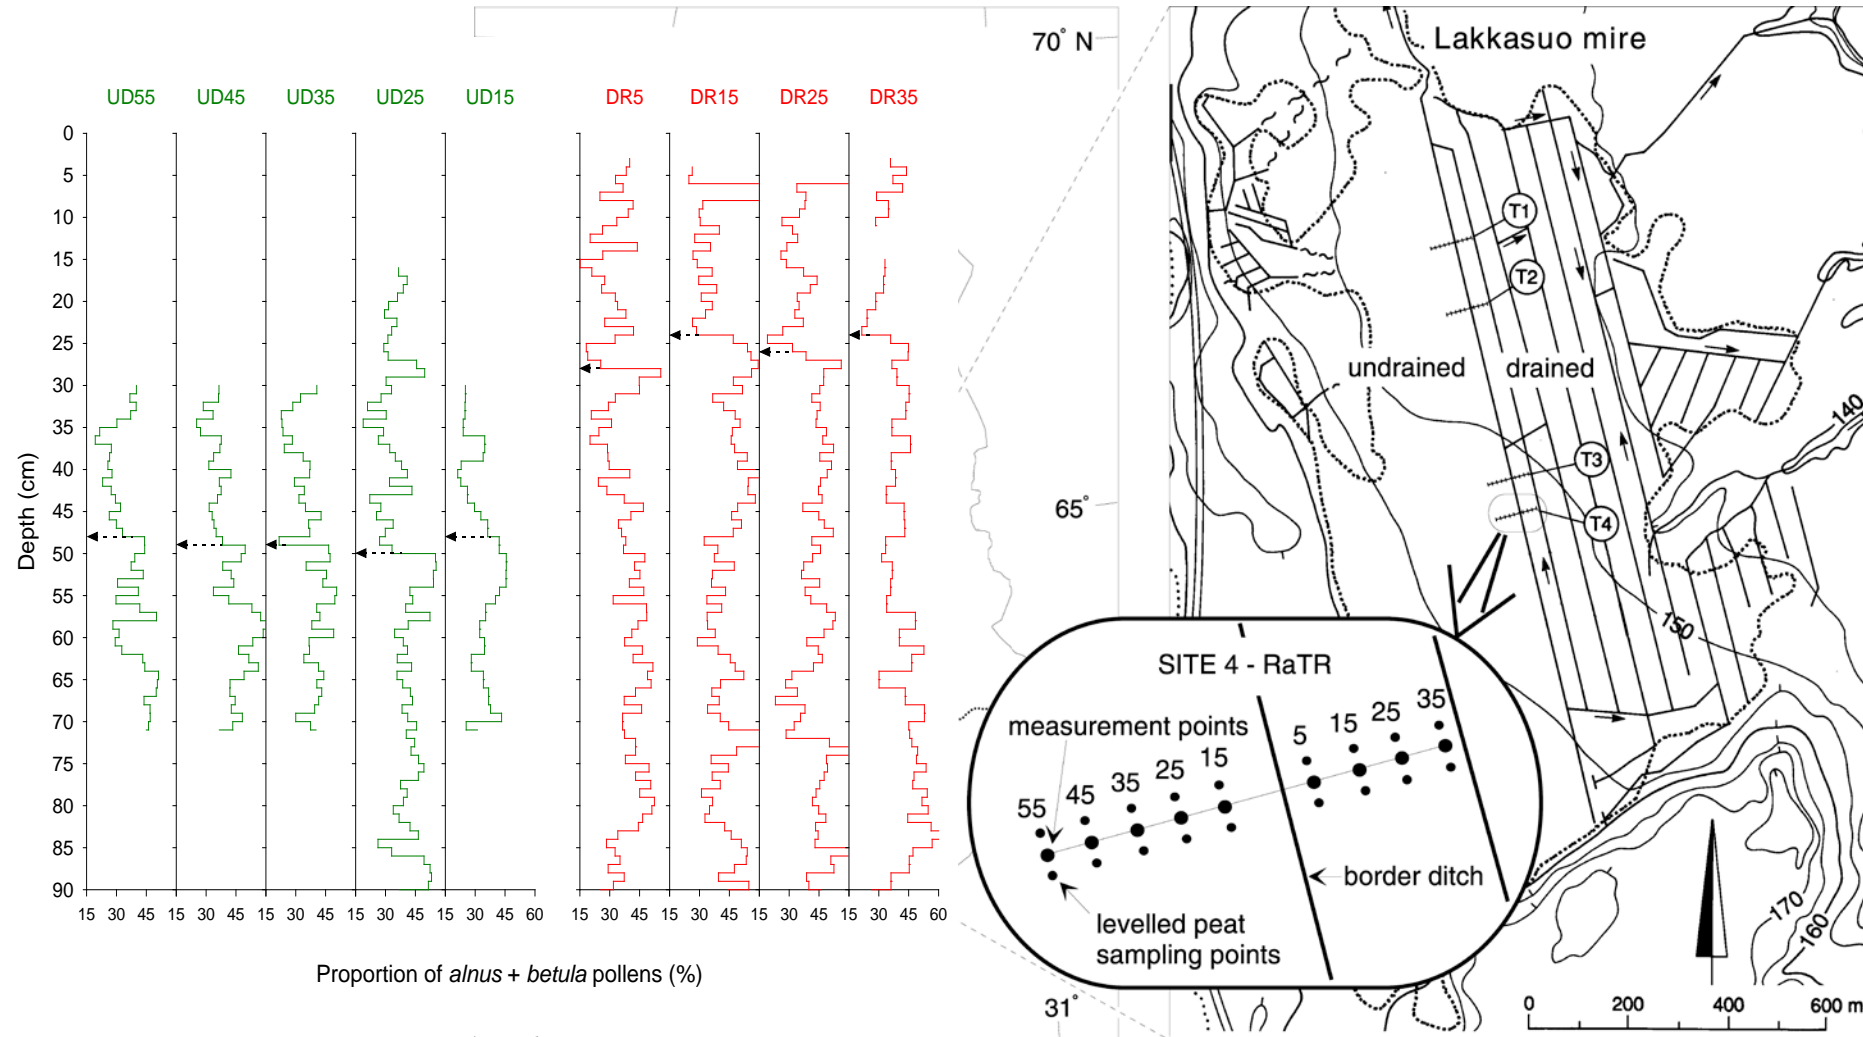 UD55 UD45 UD35 UD25 UD15 DR5 DR15 DR25 DR35
0
5
10
15
20
25
30
35
40
45
50
55
60
65
70
75
80
85
90
Depth (cm)
15 30 45 15 30 45 15 30 45 15 30 45 15 30 45 60
15 30 45 15 30 45 15 30 45 15 30 45 60
Proportion of alnus + betula pollens (%)
70° N
65°
31°
Lakkasuo mire
T1
T2
undrained drained
T3
T4
140
150
170
160
SITE 4 - RaTR
measurement points
55 45 35 25 15 5 15 25 35
border ditch
levelled peat
sampling points
0 200 400 600 m